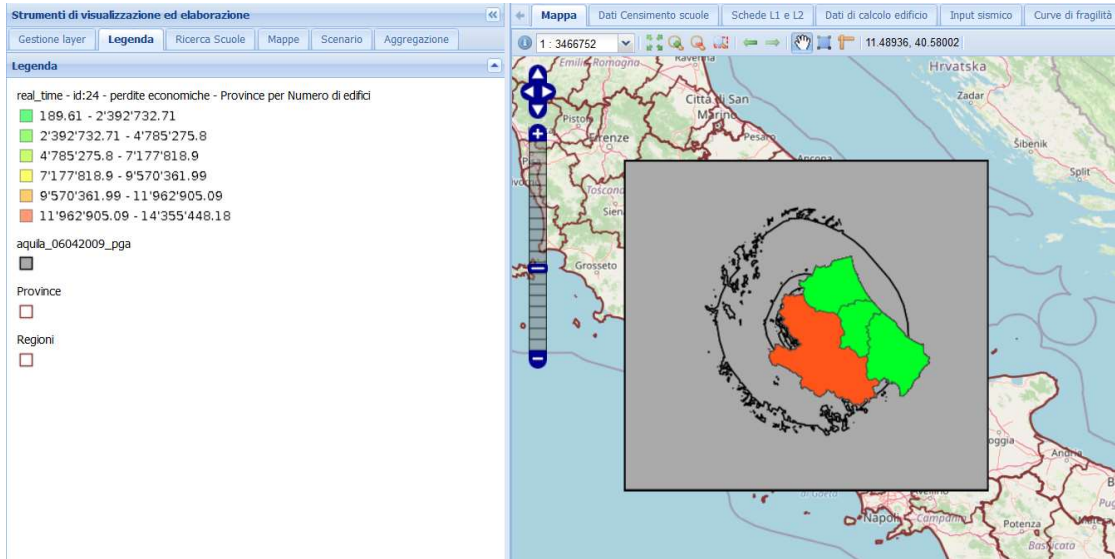 Strumenti di visualizzazione ed elaborazione
Gestione layer Legenda Ricerca Scuole Mappe Scenario Aggregazione
Legenda
real_time - id:24 - perdite economiche - Province per Numero di edifici
189.61 - 2'392'732.71
2'392'732.71 - 4'785'275.8
4'785'275.8 - 7'177'818.9
7'177'818.9 - 9'570'361.99
9'570'361.99 - 11'962'905.09
11'962'905.09 - 14'355'448.18
aquila_06042009_pga
Province
Regioni
Mappa Dati Censimento scuole Schede L1 e L2 Dati di calcolo edificio Input sismico Curve di fragilità
1 : 3466752 11.48936, 40.58002
Emilia-Romagna
Ravenna
Hrvatska
Zadar
Città di San
Marino
Firenze
Pesaro
Šibenik
Split
Toscana
Grosseto
Napoli
Campania
Potenza
Basilicata